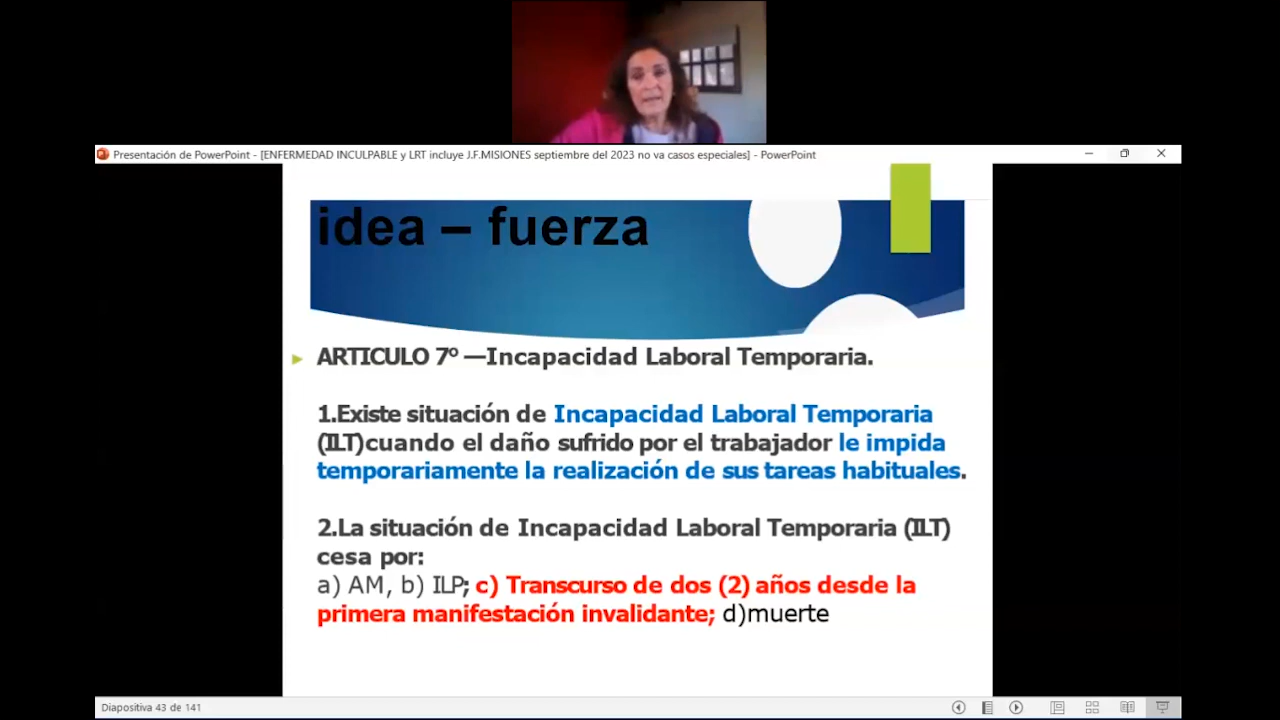 Presentación de PowerPoint - [ENFERMEDAD INCULPABLE y LRT incluye J.F.MISIONES septiembre del 2023 no va casos especiales] - PowerPoint
idea – fuerza
ARTICULO 7º —Incapacidad Laboral Temporaria.
1.Existe situación de Incapacidad Laboral Temporaria
(ILT)cuando el daño sufrido por el trabajador le impida
temporariamente la realización de sus tareas habituales.
2.La situación de Incapacidad Laboral Temporaria (ILT)
cesa por:
a) AM, b) ILP; c) Transcurso de dos (2) años desde la
primera manifestación invalidante; d)muerte
Diapositiva 43 de 141